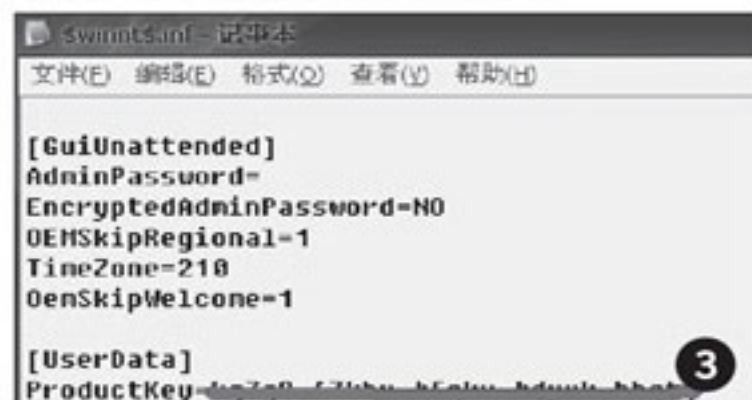 $winnt$.inf - 记事本
文件(F) 编辑(E) 格式(O) 查看(V) 帮助(H)
[GuiUnattended]
AdminPassword=
EncryptedAdminPassword=NO
OEMSkipRegional=1
TimeZone=210
OemSkipWelcome=1
[UserData]
3
ProductKey=